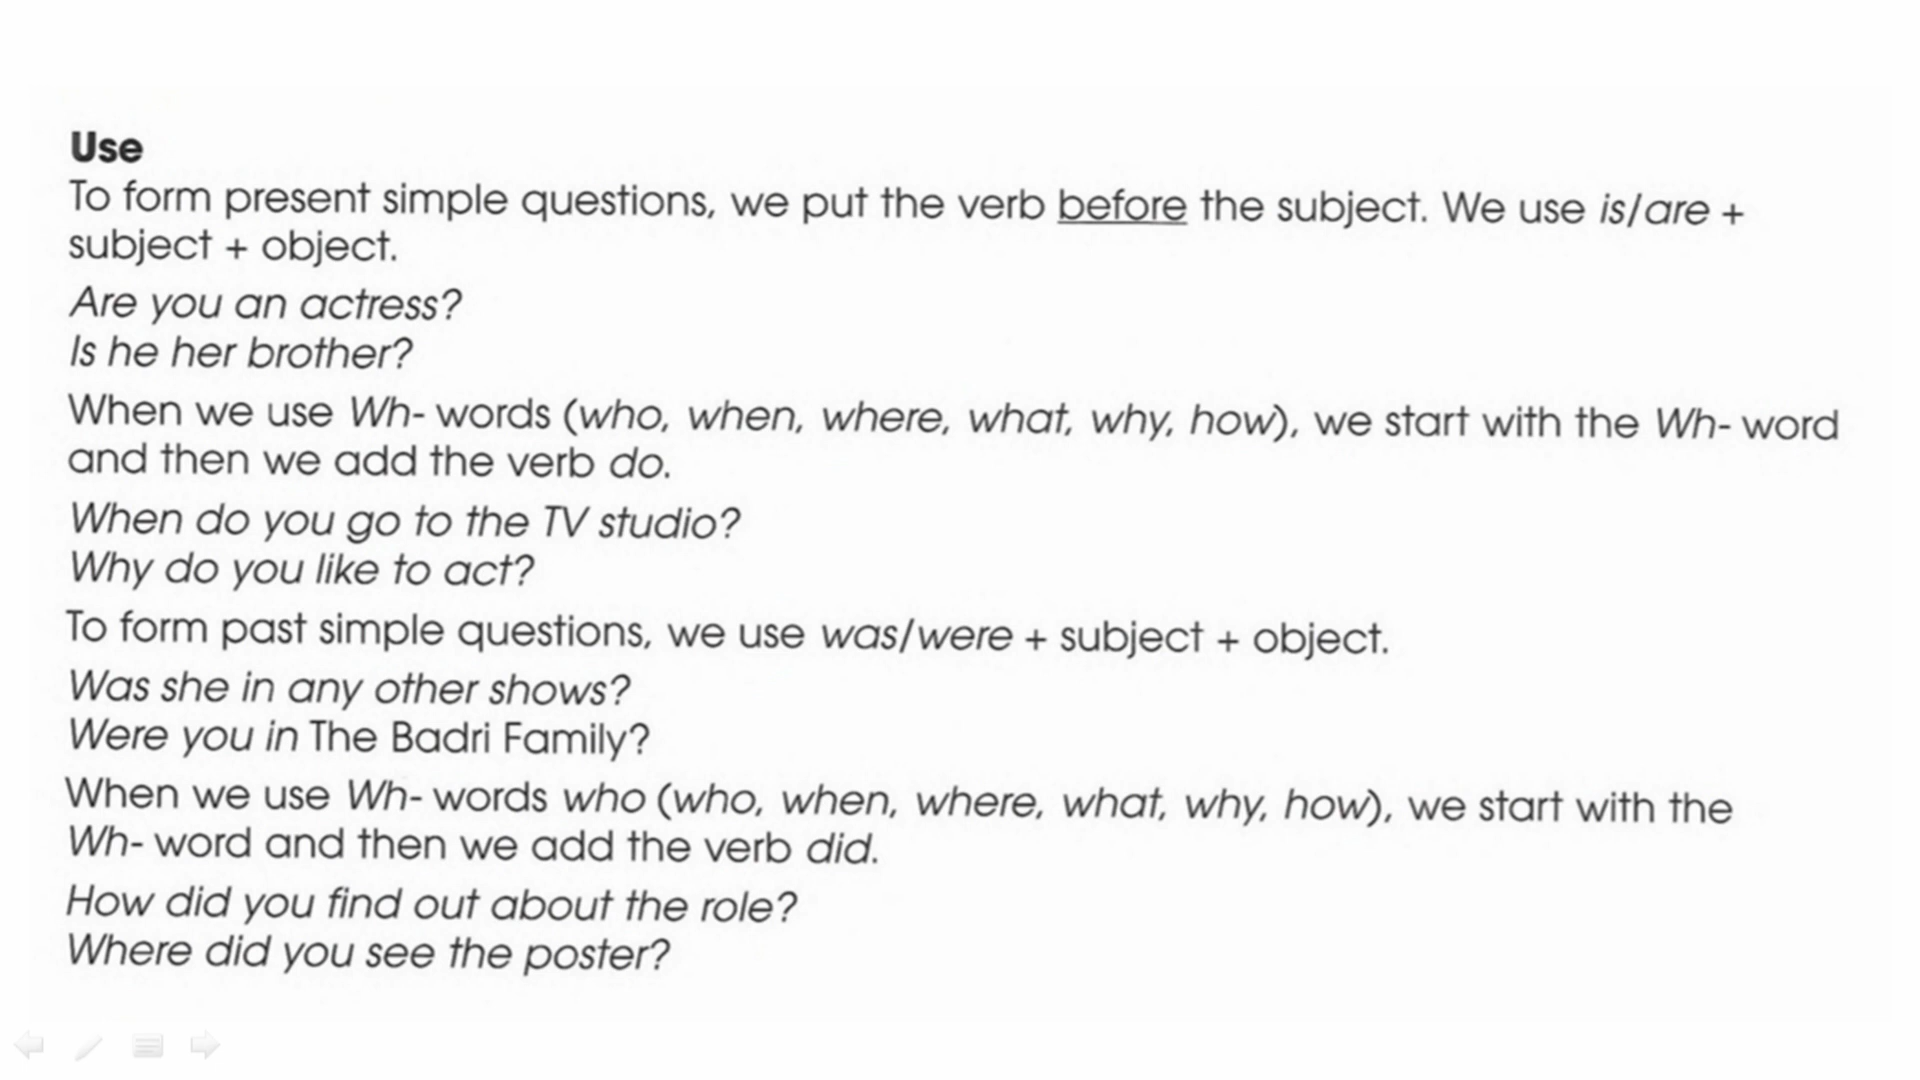 Use
To form present simple questions, we put the verb before the subject. We use is/are +
subject + object.
Are you an actress?
Is he her brother?
When we use Wh- words (who, when, where, what, why, how), we start with the Wh- word
and then we add the verb do.
When do you go to the TV studio?
Why do you like to act?
To form past simple questions, we use was/were + subject + object.
Was she in any other shows?
Were you in The Badri Family?
When we use Wh- words who (who, when, where, what, why, how), we start with the
Wh- word and then we add the verb did.
How did you find out about the role?
Where did you see the poster?